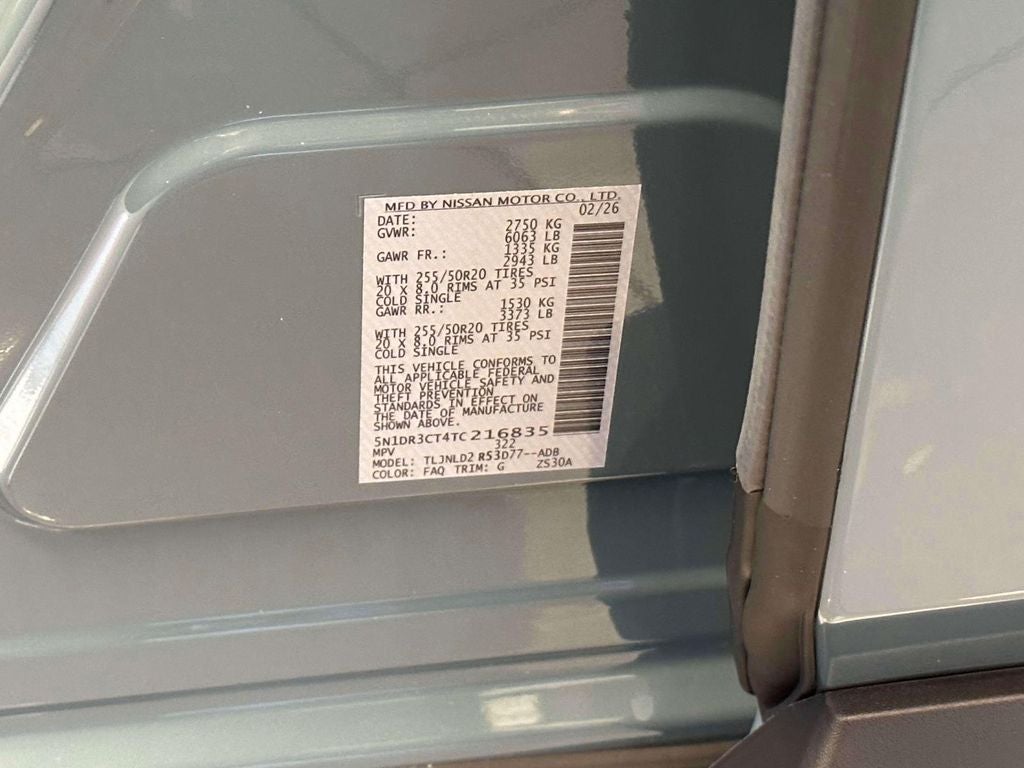 MFD BY NISSAN MOTOR CO., LTD.
DATE: 02/26
GVWR: 2750 KG
6063 LB
GAWR FR.: 1335 KG
2943 LB
WITH 255/50R20 TIRES
20 X 8.0 RIMS AT 35 PSI
COLD SINGLE
GAWR RR.: 1530 KG
3373 LB
WITH 255/50R20 TIRES
20 X 8.0 RIMS AT 35 PSI
COLD SINGLE
THIS VEHICLE CONFORMS TO
ALL APPLICABLE FEDERAL
MOTOR VEHICLE SAFETY AND
THEFT PREVENTION
STANDARDS IN EFFECT ON
THE DATE OF MANUFACTURE
SHOWN ABOVE.
5N1DR3CT4TC216835
MPV 322
MODEL: TLJNLD2 R53D77--ADB
COLOR: FAQ TRIM: G ZS30A